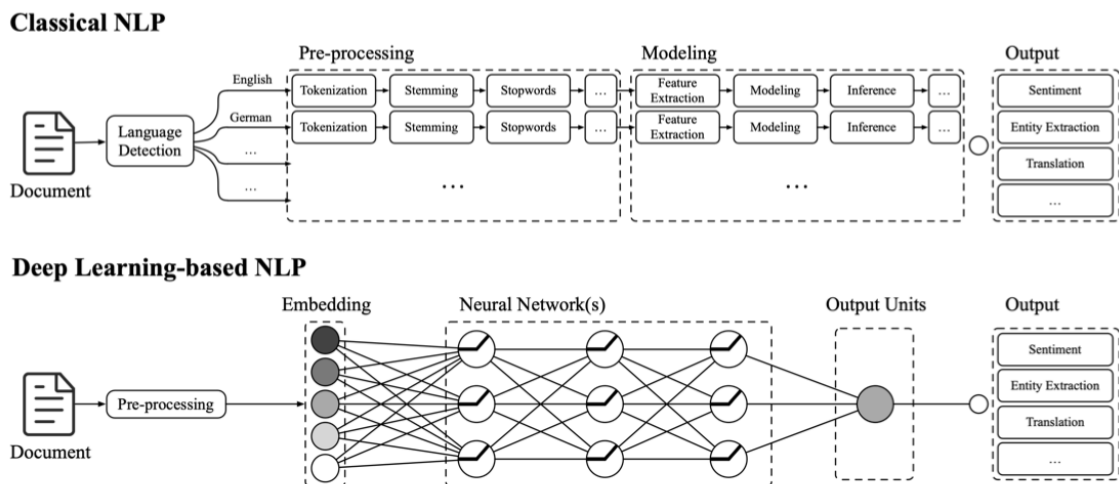 Classical NLP
Pre-processing
Modeling
Output
English
Tokenization
Stemming
Stopwords
...
Feature
Extraction
Modeling
Inference
...
Sentiment
German
Tokenization
Stemming
Stopwords
...
Feature
Extraction
Modeling
Inference
...
Entity Extraction
Language
Detection
...
Translation
Document
...
...
...
...
Deep Learning-based NLP
Embedding
Neural Network(s)
Output Units
Output
Sentiment
Entity Extraction
Pre-processing
Translation
Document
...